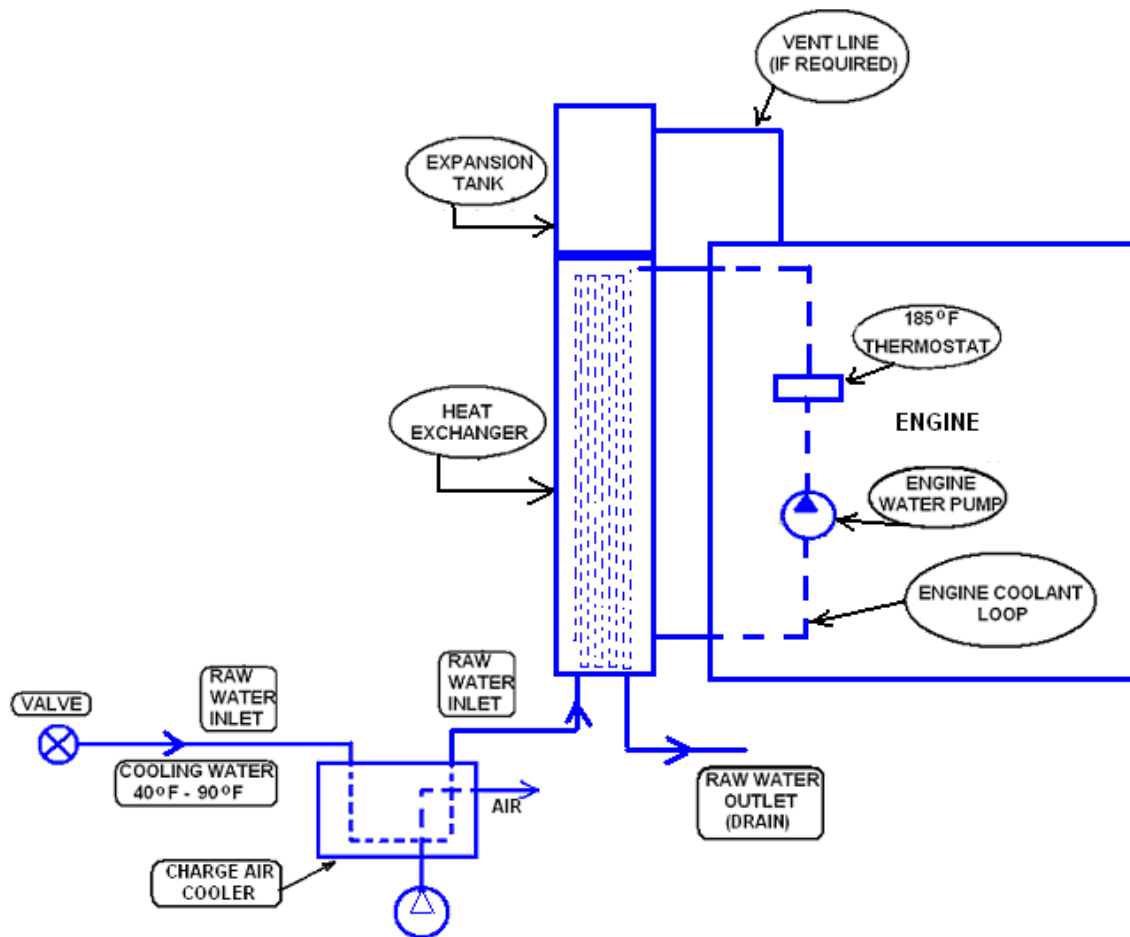 VENT LINE
(IF REQUIRED)
EXPANSION
TANK
185°F
THERMOSTAT
HEAT
EXCHANGER
ENGINE
ENGINE
WATER PUMP
ENGINE COOLANT
LOOP
RAW
WATER
INLET
RAW
WATER
INLET
VALVE
COOLING WATER
40°F - 90°F
AIR
RAW WATER
OUTLET
(DRAIN)
CHARGE AIR
COOLER